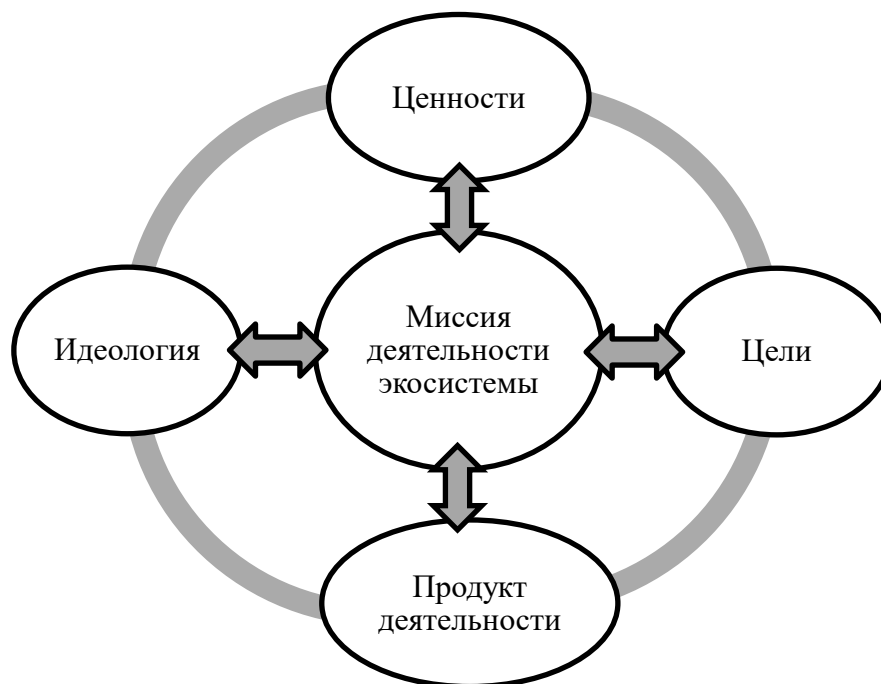 Ценности
Идеология
Миссия
деятельности
экосистемы
Цели
Продукт
деятельности